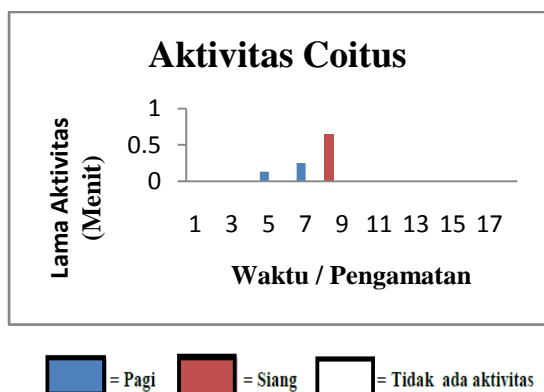 Aktivitas Coitus
Lama Aktivitas
(Menit)
1
0.5
0
1 3 5 7 9 11 13 15 17
Waktu / Pengamatan
= Pagi = Siang = Tidak ada aktivitas